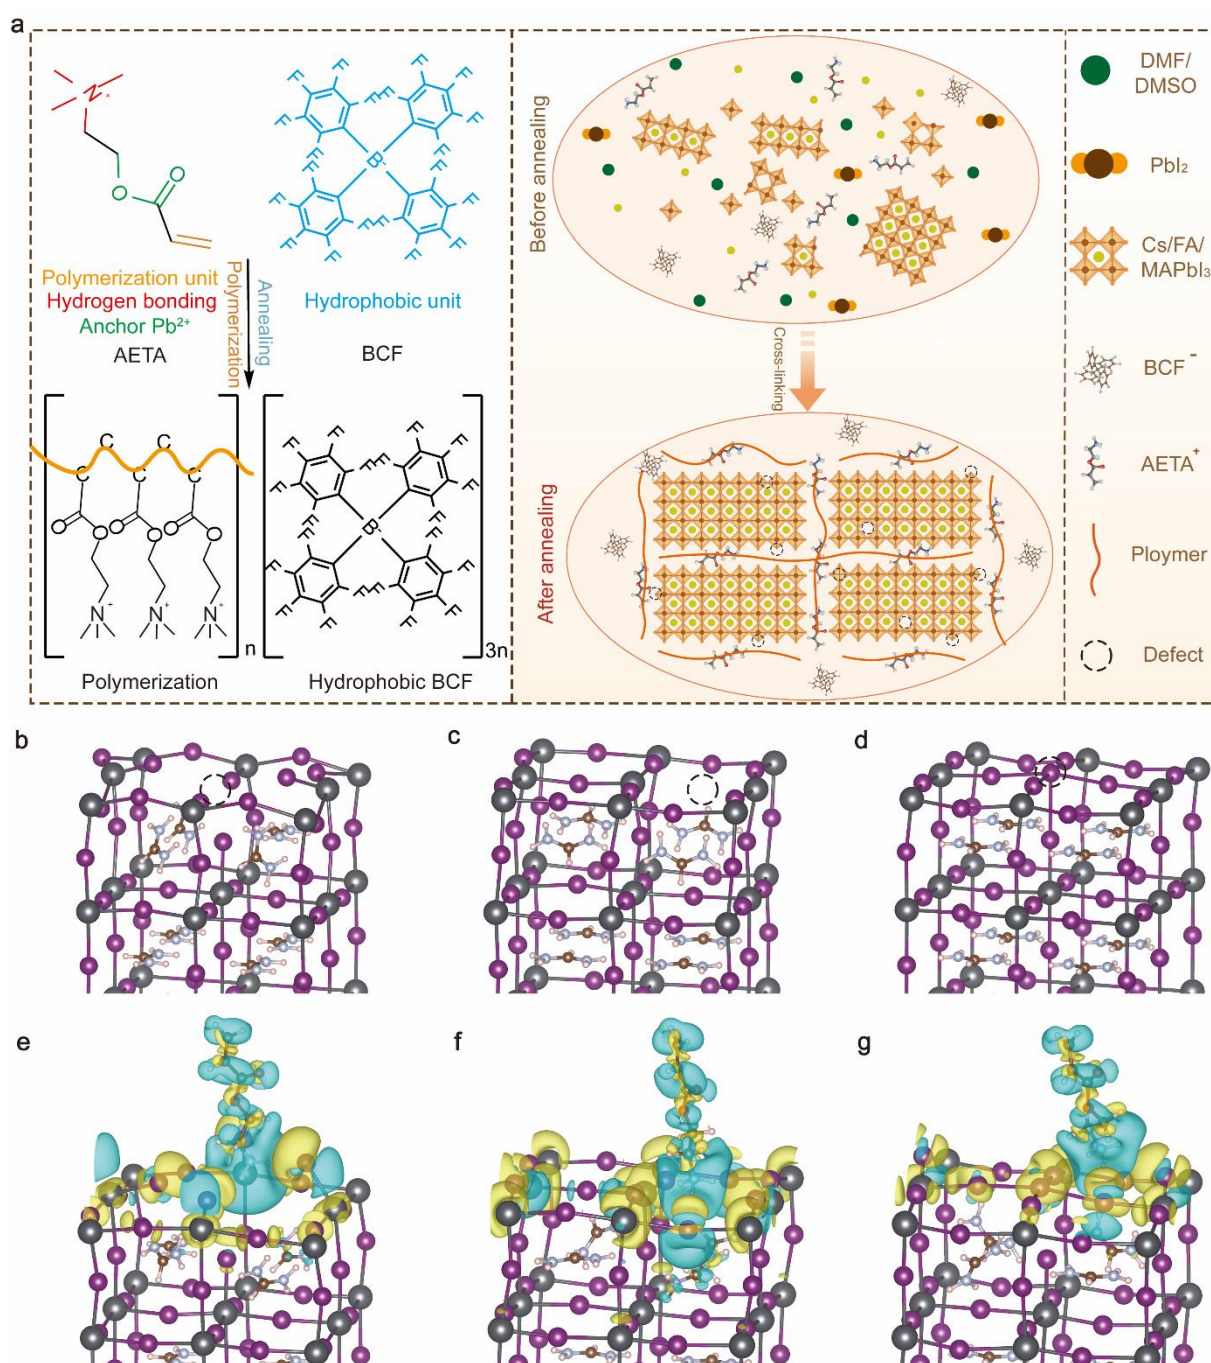 a
N
+
O
O
Polymerization unit
Hydrogen bonding
Anchor Pb²⁺
AETA
Polymerization
Annealing
F F F F F F F F
F F F F F F F F
B
F F F F
Hydrophobic unit
BCF
C C
C C C
O O O
O O O
N⁺ N⁺ N⁺
n
Polymerization
F F F F F F F F
F F F F F F F F
B
F F F F
3n
Hydrophobic BCF
Before annealing
Cross-linking
After annealing
DMF/
DMSO
PbI₂
Cs/FA/
MAPbI₃
BCF⁻
AETA⁺
Ploymer
Defect
b
c
d
e
f
g